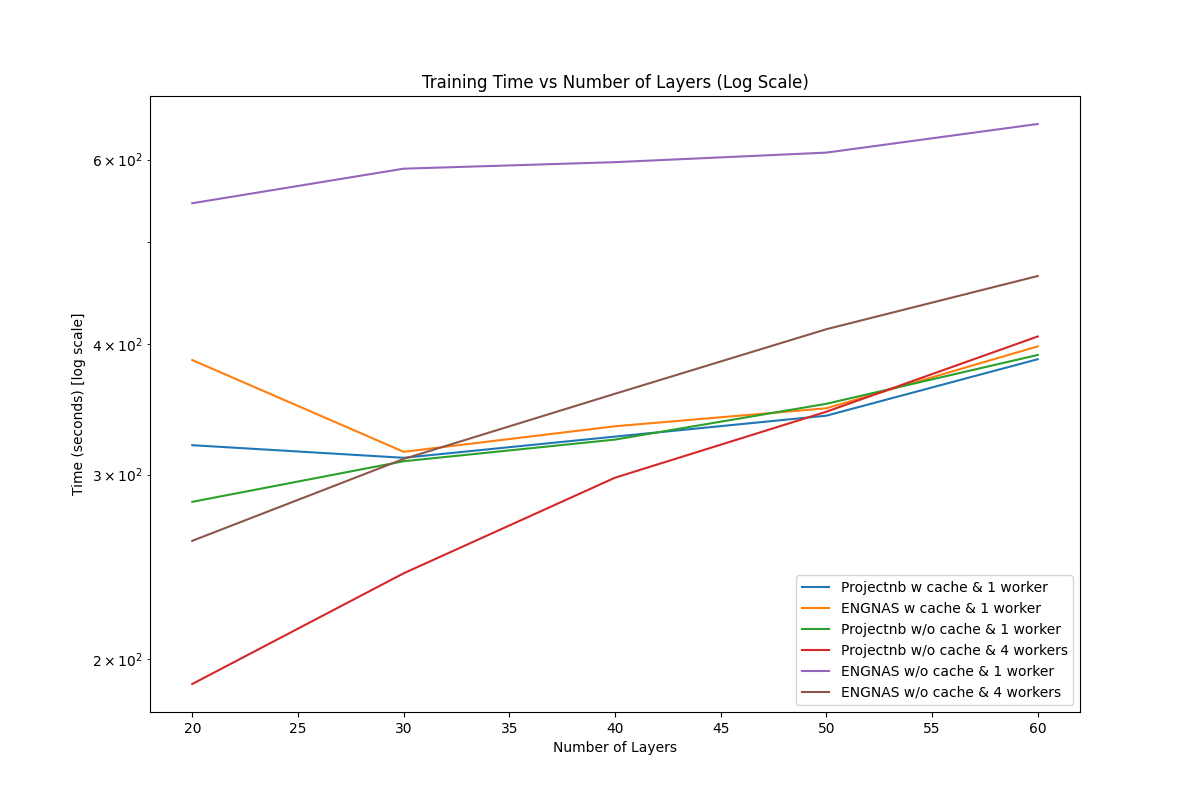 Training Time vs Number of Layers (Log Scale)
6 × 10²
4 × 10²
3 × 10²
2 × 10²
Time (seconds) [log scale]
Projectnb w cache & 1 worker
ENGNAS w cache & 1 worker
Projectnb w/o cache & 1 worker
Projectnb w/o cache & 4 workers
ENGNAS w/o cache & 1 worker
ENGNAS w/o cache & 4 workers
20 25 30 35 40 45 50 55 60
Number of Layers